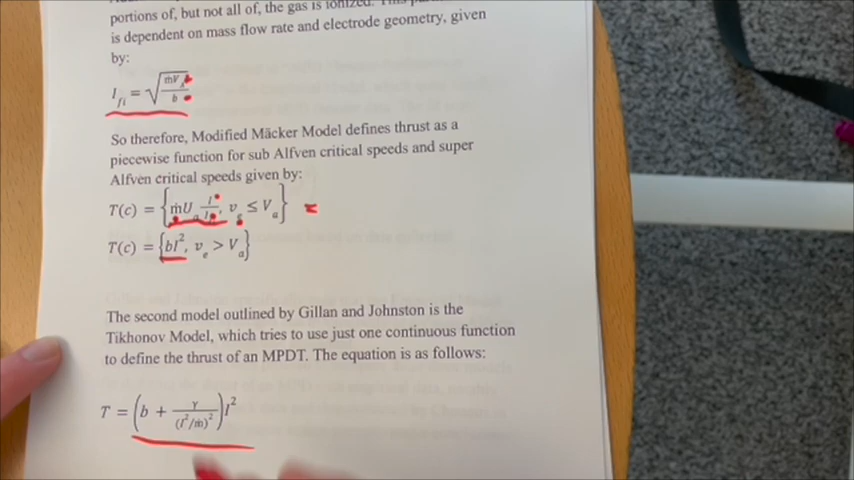 portions of, but not all of, the gas is ionized. This
is dependent on mass flow rate and electrode geometry, given
by:
I_fi = √(ṁV_a / b)
So therefore, Modified Mäcker Model defines thrust as a
piecewise function for sub Alfven critical speeds and super
Alfven critical speeds given by:
T(c) = {ṁU_a I/I_fi, v_e ≤ V_a}
T(c) = {bI², v_e > V_a}
The second model outlined by Gillan and Johnston is the
Tikhonov Model, which tries to use just one continuous function
to define the thrust of an MPDT. The equation is as follows:
T = (b + γ/(I²/ṁ)²)I²